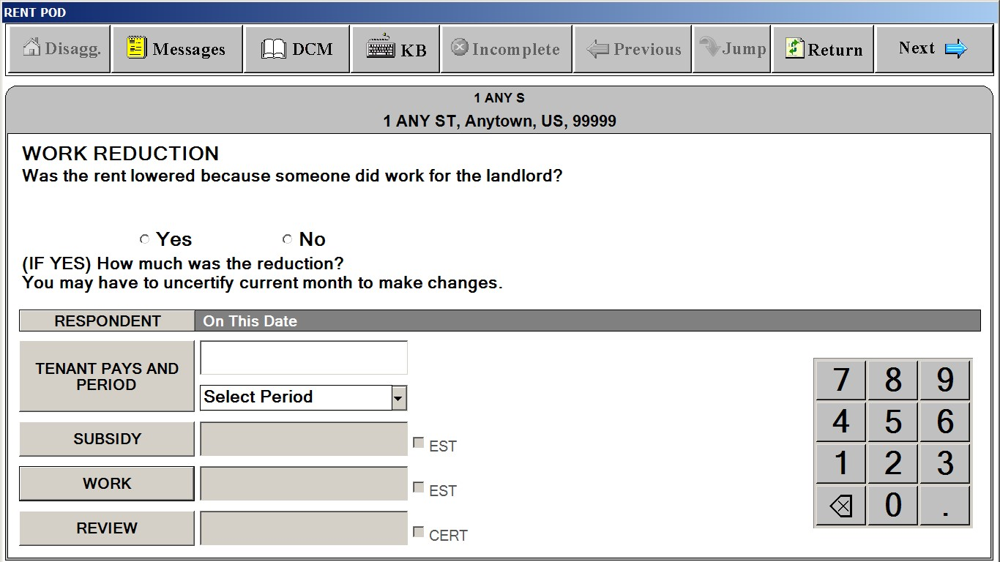 RENT POD
Disagg. Messages DCM KB Incomplete Previous Jump Return Next
1 ANY S
1 ANY ST, Anytown, US, 99999
WORK REDUCTION
Was the rent lowered because someone did work for the landlord?
Yes No
(IF YES) How much was the reduction?
You may have to uncertify current month to make changes.
RESPONDENT On This Date
TENANT PAYS AND
PERIOD
Select Period
SUBSIDY EST
WORK EST
REVIEW CERT
7 8 9
4 5 6
1 2 3
0 .